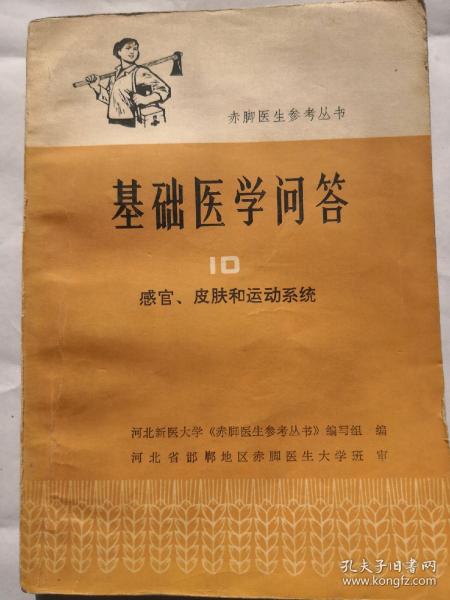 赤脚医生参考丛书
基础医学问答
10
感官、皮肤和运动系统
河北新医大学《赤脚医生参考丛书》编写组 编
河北省邯郸地区赤脚医生大学班 审
孔夫子旧书网
www.kongfz.com